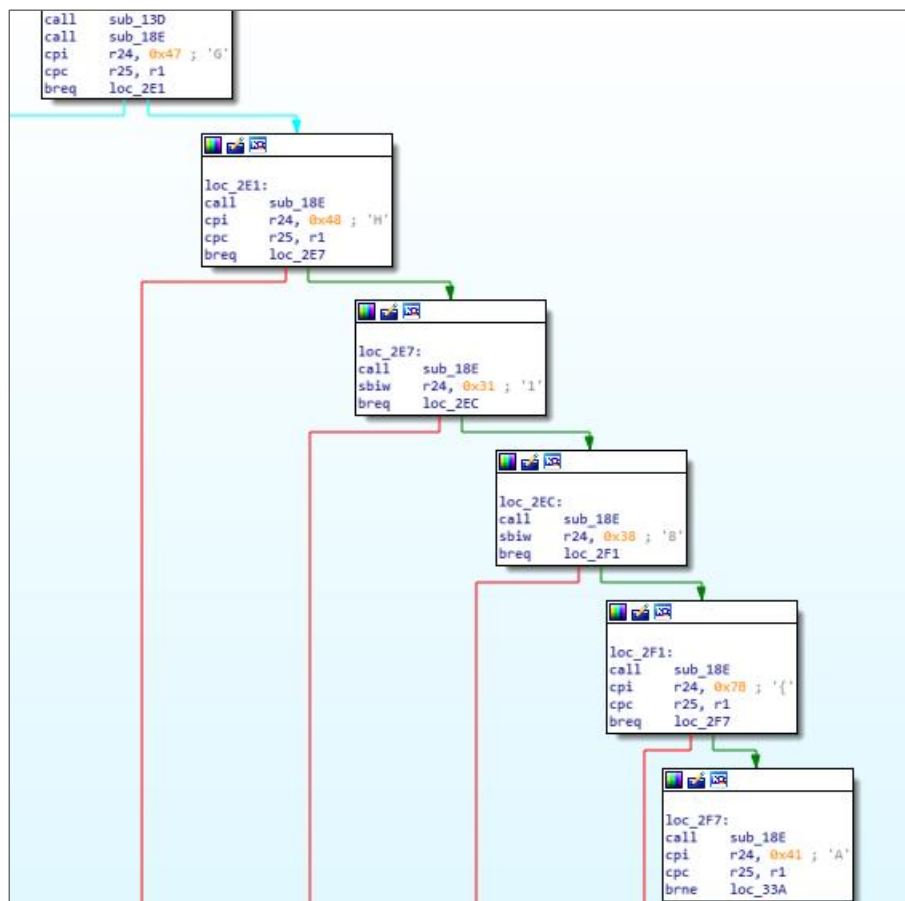 call sub_13D
call sub_18E
cpi r24, 0x47 ; 'G'
cpc r25, r1
breq loc_2E1
loc_2E1:
call sub_18E
cpi r24, 0x48 ; 'H'
cpc r25, r1
breq loc_2E7
loc_2E7:
call sub_18E
sbiw r24, 0x31 ; '1'
breq loc_2EC
loc_2EC:
call sub_18E
sbiw r24, 0x38 ; '8'
breq loc_2F1
loc_2F1:
call sub_18E
cpi r24, 0x7B ; '{'
cpc r25, r1
breq loc_2F7
loc_2F7:
call sub_18E
cpi r24, 0x41 ; 'A'
cpc r25, r1
brne loc_33A